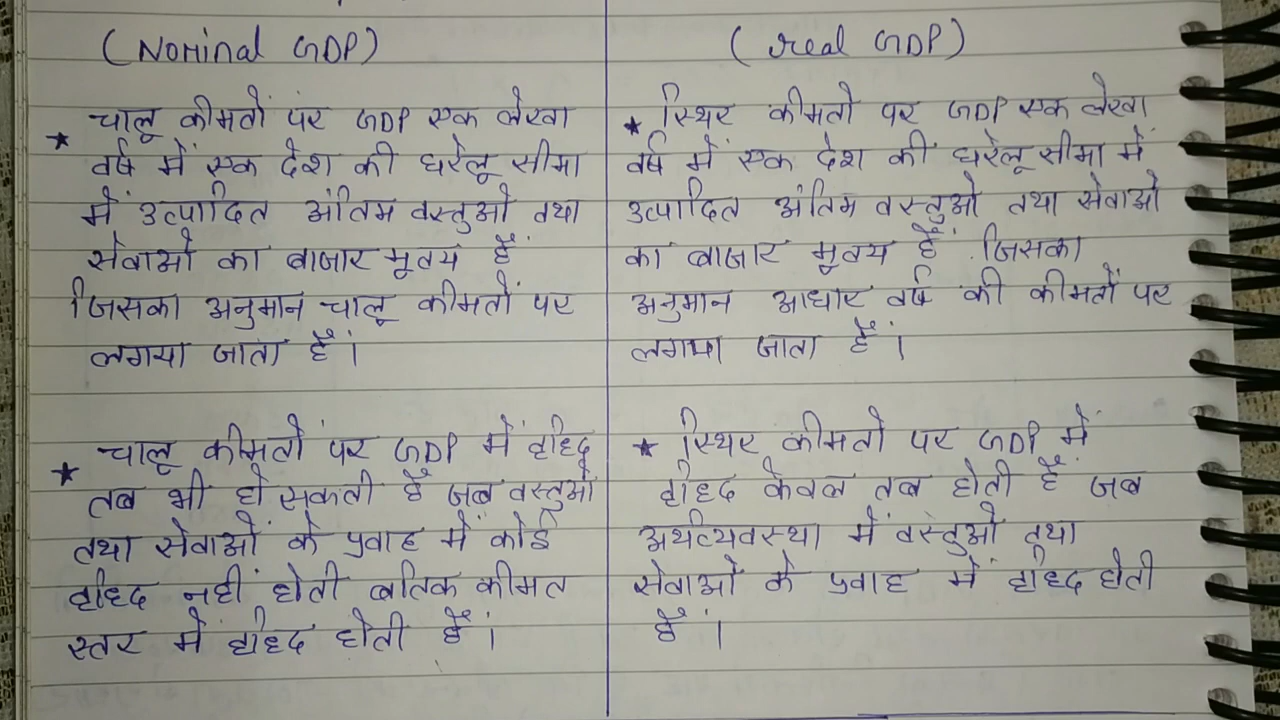 (Nominal GDP)
★ चालू कीमतों पर GDP एक लेखा
वर्ष में एक देश की घरेलू सीमा
में उत्पादित अंतिम वस्तुओ तथा
सेवाओं का बाजार मूल्य हैं
जिसका अनुमान चालू कीमतों पर
लगया जाता हैं।
★ चालू कीमतों पर GDP में वृध्दि
तब भी हो सकती हैं जब वस्तुओं
तथा सेवाओं के प्रवाह में कोई
वृध्दि नहीं होती बल्कि कीमत
स्तर में वृध्दि होती हैं।
(real GDP)
★ स्थिर कीमतो पर GDP एक लेखा
वर्ष में एक देश की घरेलू सीमा में
उत्पादित अंतिम वस्तुओ तथा सेवाओ
का बाजार मूल्य हैं जिसका
अनुमान आधार वर्ष की कीमतों पर
लगाया जाता हैं।
★ स्थिर कीमतो पर GDP में
वृध्दि केवल तब होती हैं जब
अर्थव्यवस्था में वस्तुओ तथा
सेवाओं के प्रवाह में वृध्दि होती
हैं।